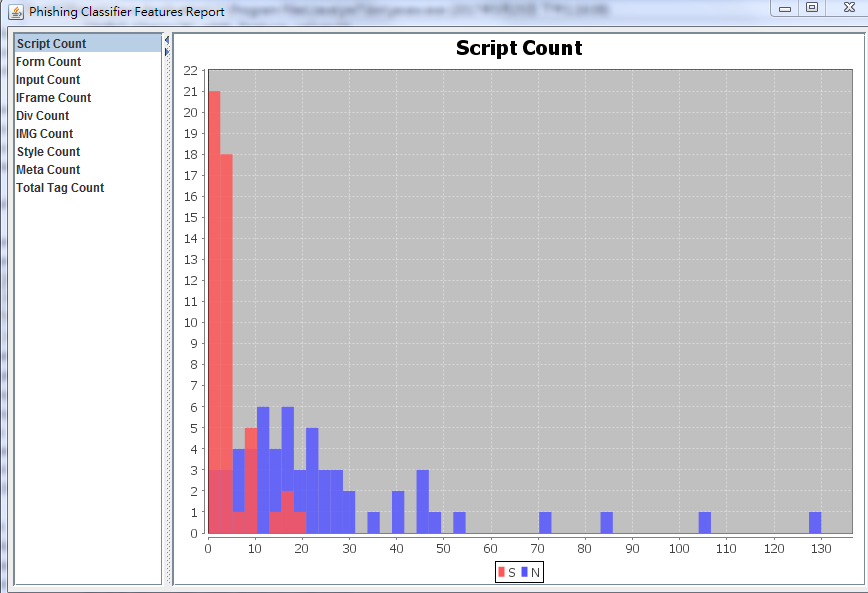 Phishing Classifier Features Report
Script Count
Form Count
Input Count
IFrame Count
Div Count
IMG Count
Style Count
Meta Count
Total Tag Count
Script Count
22
21
20
19
18
17
16
15
14
13
12
11
10
9
8
7
6
5
4
3
2
1
0
0 10 20 30 40 50 60 70 80 90 100 110 120 130
S N